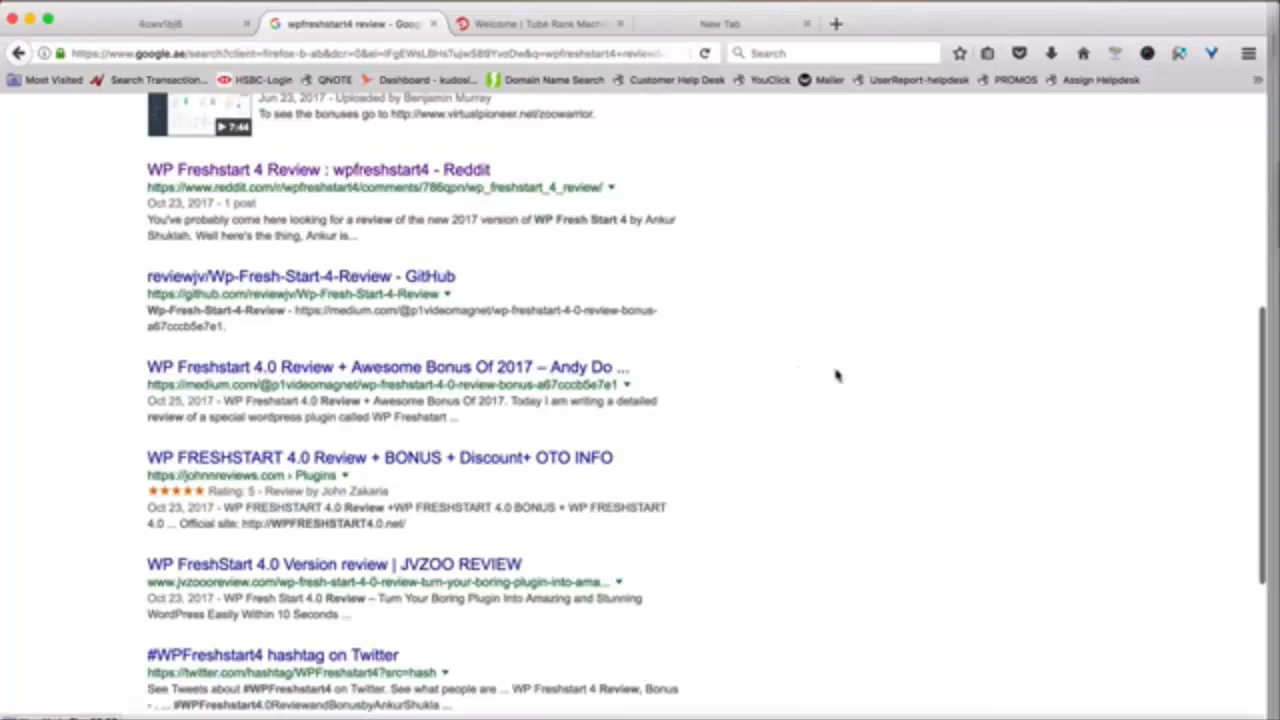 4cwv1bj8
wpfreshstart4 review - Goog
Welcome | Tube Rank Mach
New Tab
Search
Most Visited
Search Transaction...
HSBC-Login
QNOTE
Dashboard - kudosi...
Domain Name Search
Customer Help Desk
YouClick
Mailer
UserReport-helpdesk
PROMOS
Assign Helpdesk
Jun 23, 2017 - Uploaded by Benjamin Murray
7:44
To see the bonuses go to http://www.virtualpioneer.net/zoowarrior.
WP Freshstart 4 Review : wpfreshstart4 - Reddit
https://www.reddit.com/r/wpfreshstart4/comments/786qpn/wp_freshstart_4_review/
Oct 23, 2017 - 1 post
You've probably come here looking for a review of the new 2017 version of WP Fresh Start 4 by Ankur
Shuklah. Well here's the thing, Ankur is...
reviewjv/Wp-Fresh-Start-4-Review - GitHub
https://github.com/reviewjv/Wp-Fresh-Start-4-Review
Wp-Fresh-Start-4-Review - https://medium.com/@p1videomagnet/wp-freshstart-4-0-review-bonus-
a67cccb5e7e1.
WP Freshstart 4.0 Review + Awesome Bonus Of 2017 – Andy Do ...
https://medium.com/@p1videomagnet/wp-freshstart-4-0-review-bonus-a67cccb5e7e1
Oct 25, 2017 - WP Freshstart 4.0 Review + Awesome Bonus Of 2017. Today I am writing a detailed
review of a special wordpress plugin called WP Freshstart ...
WP FRESHSTART 4.0 Review + BONUS + Discount+ OTO INFO
https://johnnreviews.com › Plugins
Rating: 5 - Review by John Zakaria
Oct 23, 2017 - WP FRESHSTART 4.0 Review +WP FRESHSTART 4.0 BONUS + WP FRESHSTART
4.0 ... Official site: http://WPFRESHSTART4.0.net/
WP FreshStart 4.0 Version review | JVZOO REVIEW
www.jvzooreview.com/wp-fresh-start-4-0-review-turn-your-boring-plugin-into-ama...
Oct 23, 2017 - WP Fresh Start 4.0 Review – Turn Your Boring Plugin Into Amazing and Stunning
WordPress Easily Within 10 Seconds ...
#WPFreshstart4 hashtag on Twitter
https://twitter.com/hashtag/WPFreshstart4?src=hash
See Tweets about #WPFreshstart4 on Twitter. See what people are ... WP Freshstart 4 Review, Bonus
- . ... #WPFreshstart4.0ReviewandBonusbyAnkurShukla ...